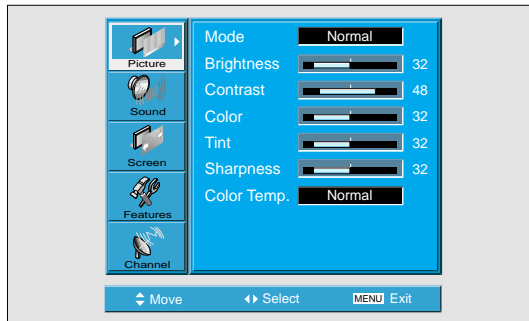 Picture
Sound
Screen
Features
Channel
Mode Normal
Brightness 32
Contrast 48
Color 32
Tint 32
Sharpness 32
Color Temp. Normal
Move Select MENU Exit